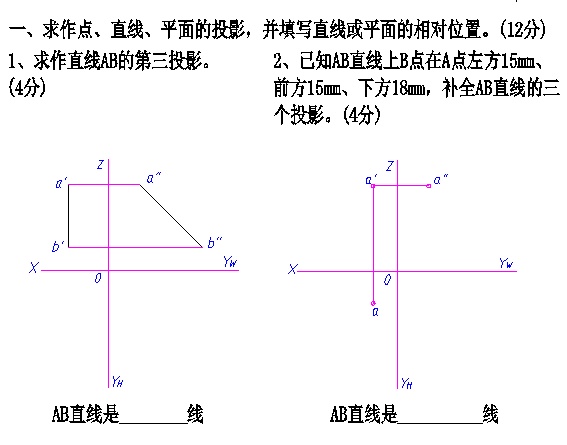 一、求作点、直线、平面的投影，并填写直线或平面的相对位置。(12分)
1、求作直线AB的第三投影。
(4分)
2、已知AB直线上B点在A点左方15mm、
前方15mm、下方18mm，补全AB直线的三
个投影。(4分)
Z
a'
a"
b'
b"
X
O
YW
YH
AB直线是________线
Z
a'
a"
X
O
YW
a
YH
AB直线是__________线